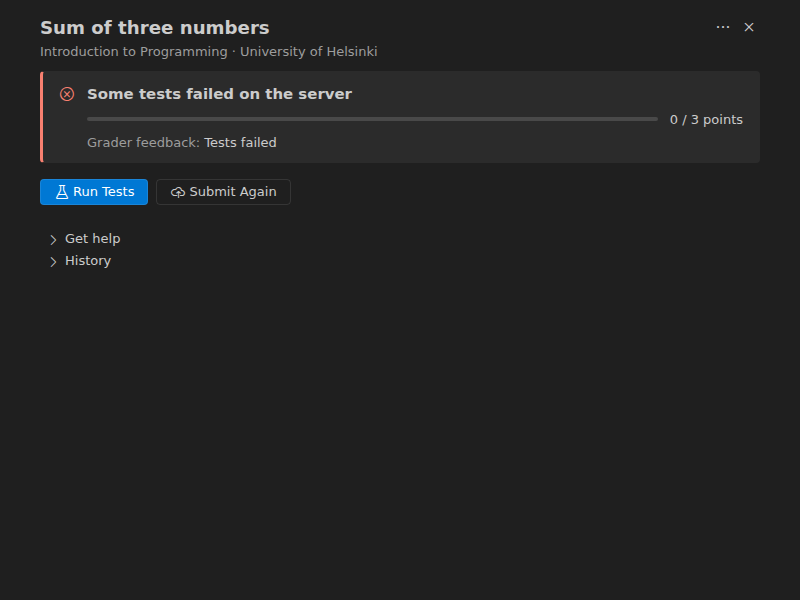 Sum of three numbers
Introduction to Programming · University of Helsinki
Some tests failed on the server
0 / 3 points
Grader feedback: Tests failed
Run Tests
Submit Again
Get help
History